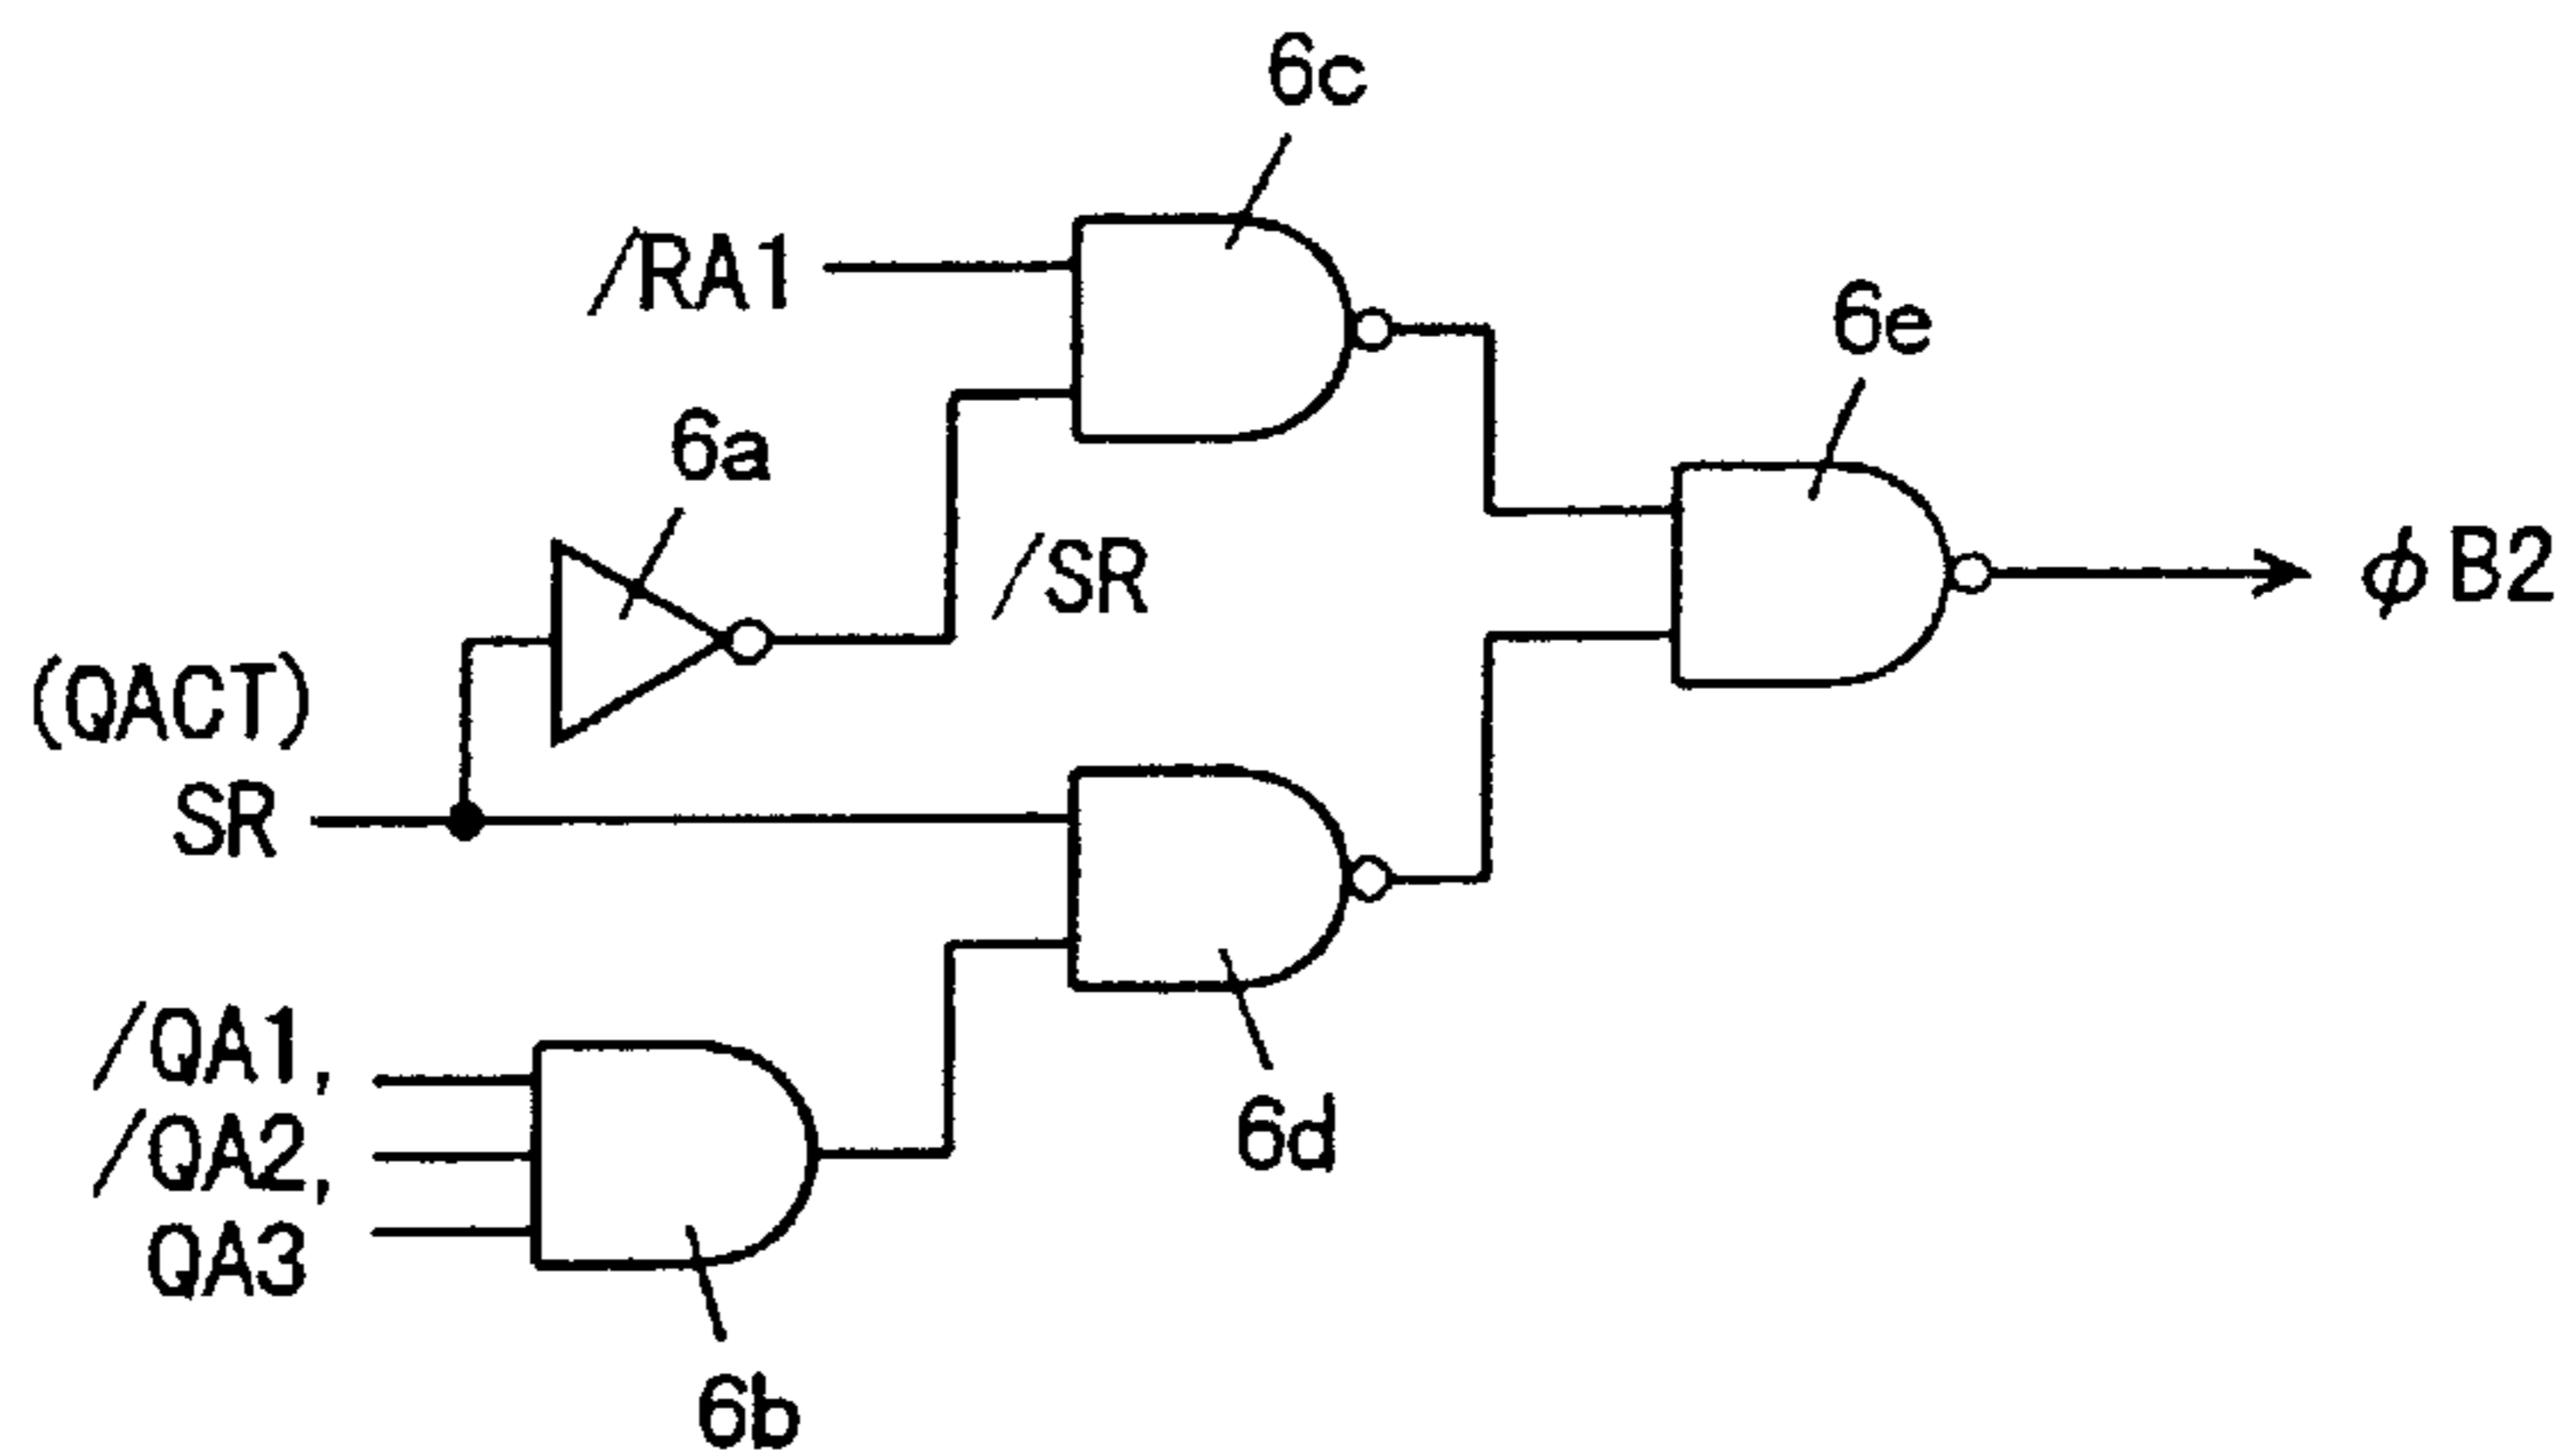 6c
/RA1
6e
6a
/SR
φB2
(QACT)
SR
/QA1,
/QA2,
QA3
6d
6b